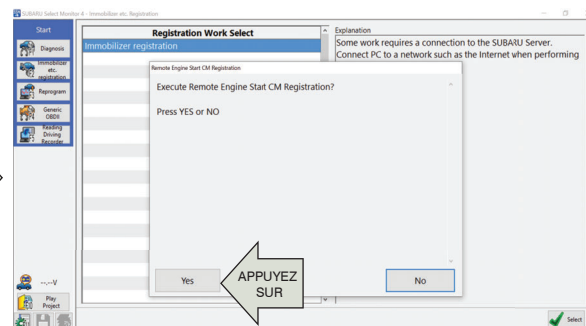 SUBARU Select Monitor 4 - Immobilizer etc. Registration
Start
Diagnosis
Immobilizer
etc.
registration
Reprogram
Generic
OBDII
Reading
Driving
Recorder
--.--V
Play
Project
Registration Work Select
Immobilizer registration
Explanation
Some work requires a connection to the SUBARU Server.
Connect PC to a network such as the Internet when performing
Remote Engine Start CM Registration
Execute Remote Engine Start CM Registration?
Press YES or NO
Yes
APPUYEZ
SUR
No
Select